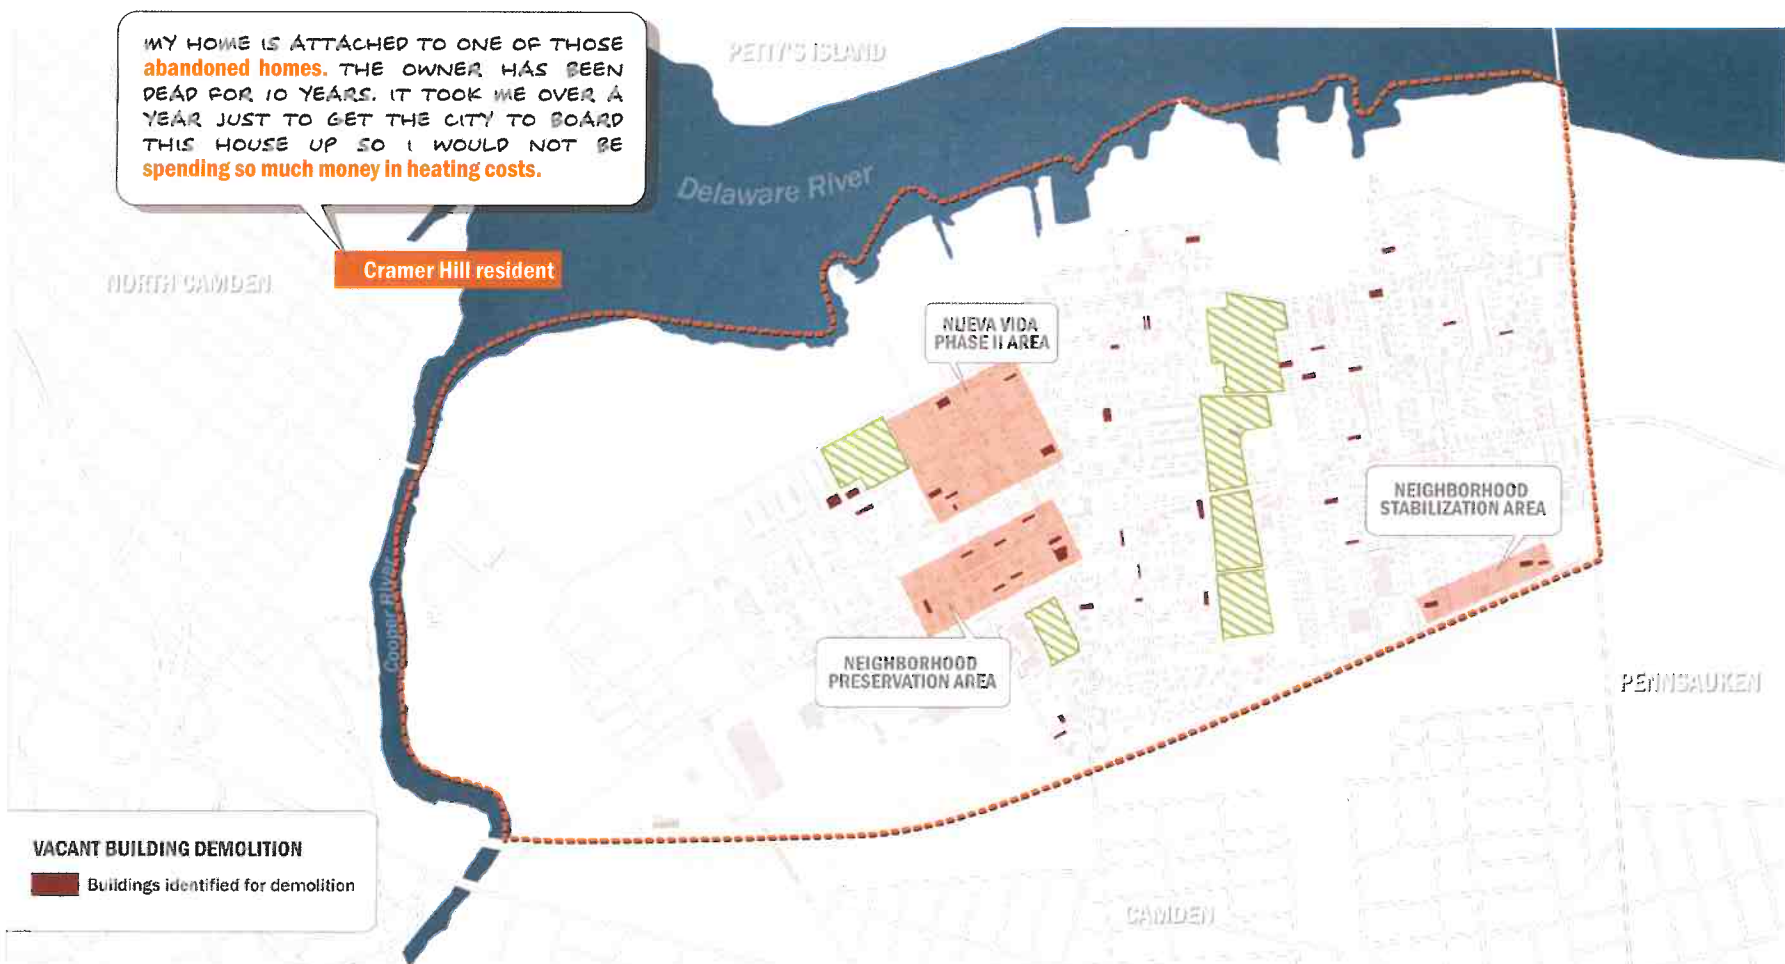 MY HOME IS ATTACHED TO ONE OF THOSE
abandoned homes. THE OWNER HAS BEEN
DEAD FOR 10 YEARS. IT TOOK ME OVER A
YEAR JUST TO GET THE CITY TO BOARD
THIS HOUSE UP SO I WOULD NOT BE
spending so much money in heating costs.
Cramer Hill resident
PETTY'S ISLAND
Delaware River
NORTH CAMDEN
NUEVA VIDA
PHASE II AREA
NEIGHBORHOOD
STABILIZATION AREA
Cooper River
NEIGHBORHOOD
PRESERVATION AREA
PENNSAUKEN
CAMDEN
VACANT BUILDING DEMOLITION
Buildings identified for demolition